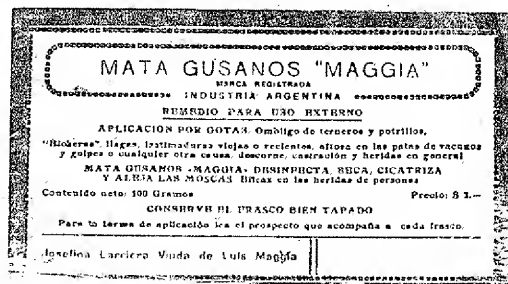 MATA GUSANOS "MAGGIA"
MARCA REGISTRADA
INDUSTRIA ARGENTINA
REMEDIO PARA USO EXTERNO
APLICACION POR GOTAS. Ombligo de terneros y potrillos,
"Bicheras", llagas, lastimaduras viejas o recientes, aftosa en las patas de vacunos
y golpes o cualquier otra causa, descorne, castración y heridas en general
MATA GUSANOS «MAGGIA» DESINFECTA, SECA, CICATRIZA
Y ALEJA LAS MOSCAS. Eficaz en las heridas de personas
Contenido neto: 100 Gramos Precio: $ 1.—
CONSERVE EL FRASCO BIEN TAPADO
Para la forma de aplicación lea el prospecto que acompaña a cada frasco.
Josefina Larriera Viuda de Luis Maggia